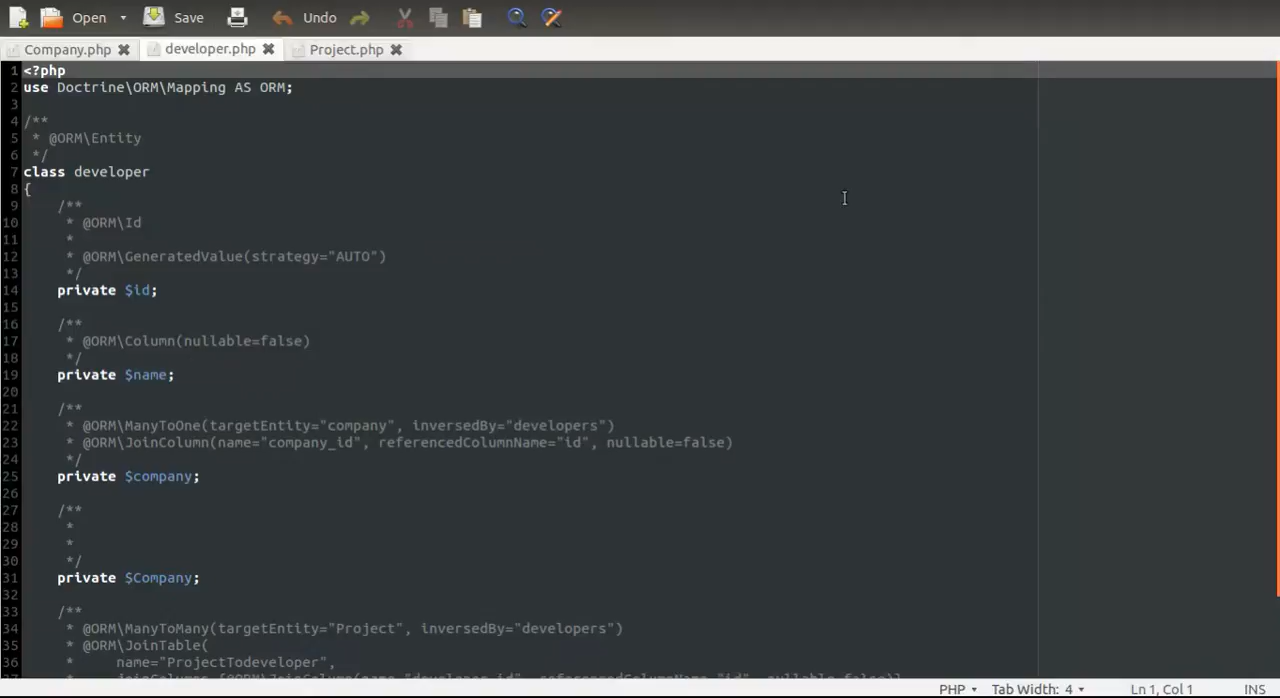 Open Save Undo
Company.php developer.php Project.php
1 <?php
2 use Doctrine\ORM\Mapping AS ORM;
3
4 /**
5  * @ORM\Entity
6  */
7 class developer
8 {
9     /**
10      * @ORM\Id
11      *
12      * @ORM\GeneratedValue(strategy="AUTO")
13      */
14     private $id;
15
16     /**
17      * @ORM\Column(nullable=false)
18      */
19     private $name;
20
21     /**
22      * @ORM\ManyToOne(targetEntity="company", inversedBy="developers")
23      * @ORM\JoinColumn(name="company_id", referencedColumnName="id", nullable=false)
24      */
25     private $company;
26
27     /**
28      *
29      *
30      */
31     private $Company;
32
33     /**
34      * @ORM\ManyToMany(targetEntity="Project", inversedBy="developers")
35      * @ORM\JoinTable(
36      *     name="ProjectTodeveloper",
PHP Tab Width: 4 Ln 1, Col 1 INS